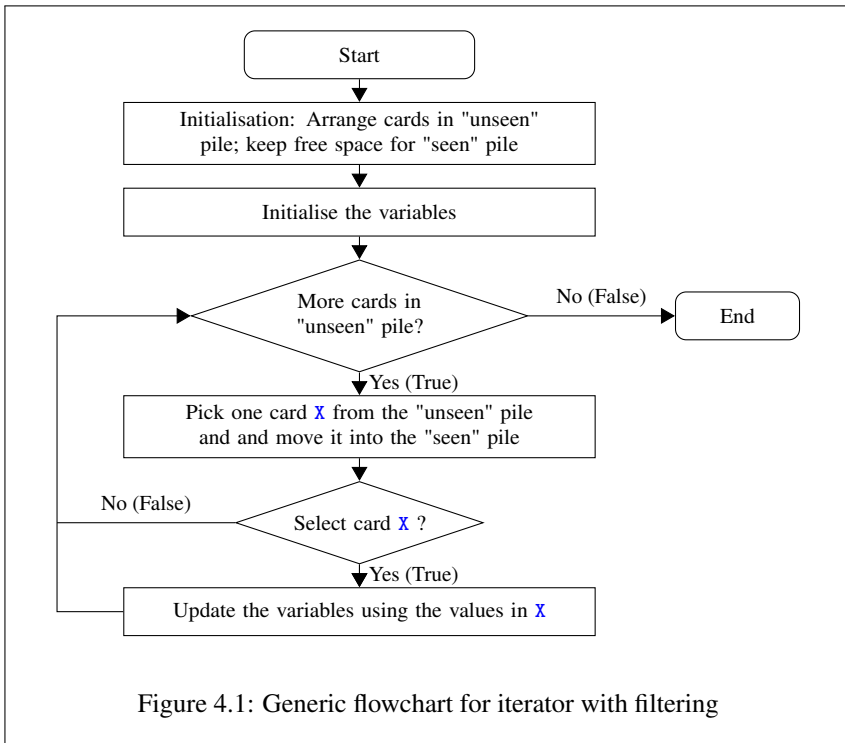 Start
Initialisation: Arrange cards in "unseen"
pile; keep free space for "seen" pile
Initialise the variables
More cards in
"unseen" pile?
No (False)
End
Yes (True)
Pick one card X from the "unseen" pile
and and move it into the "seen" pile
No (False)
Select card X ?
Yes (True)
Update the variables using the values in X
Figure 4.1: Generic flowchart for iterator with filtering